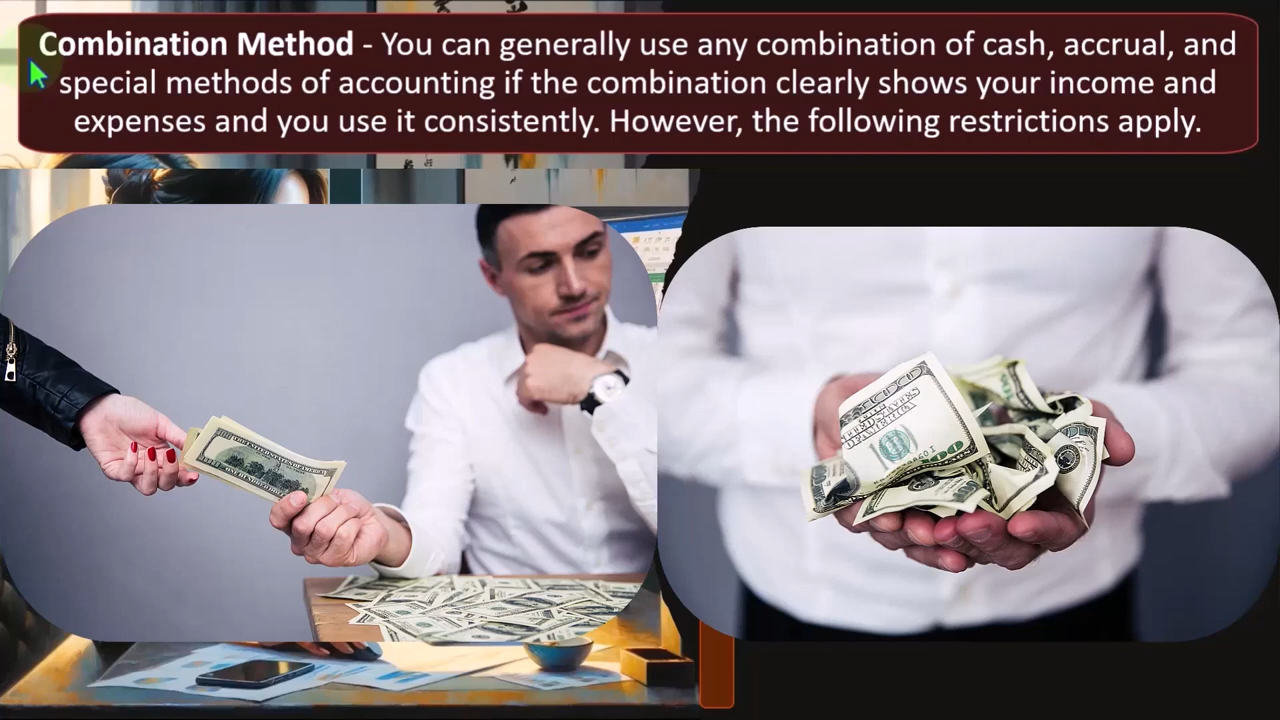 Combination Method - You can generally use any combination of cash, accrual, and
special methods of accounting if the combination clearly shows your income and
expenses and you use it consistently. However, the following restrictions apply.